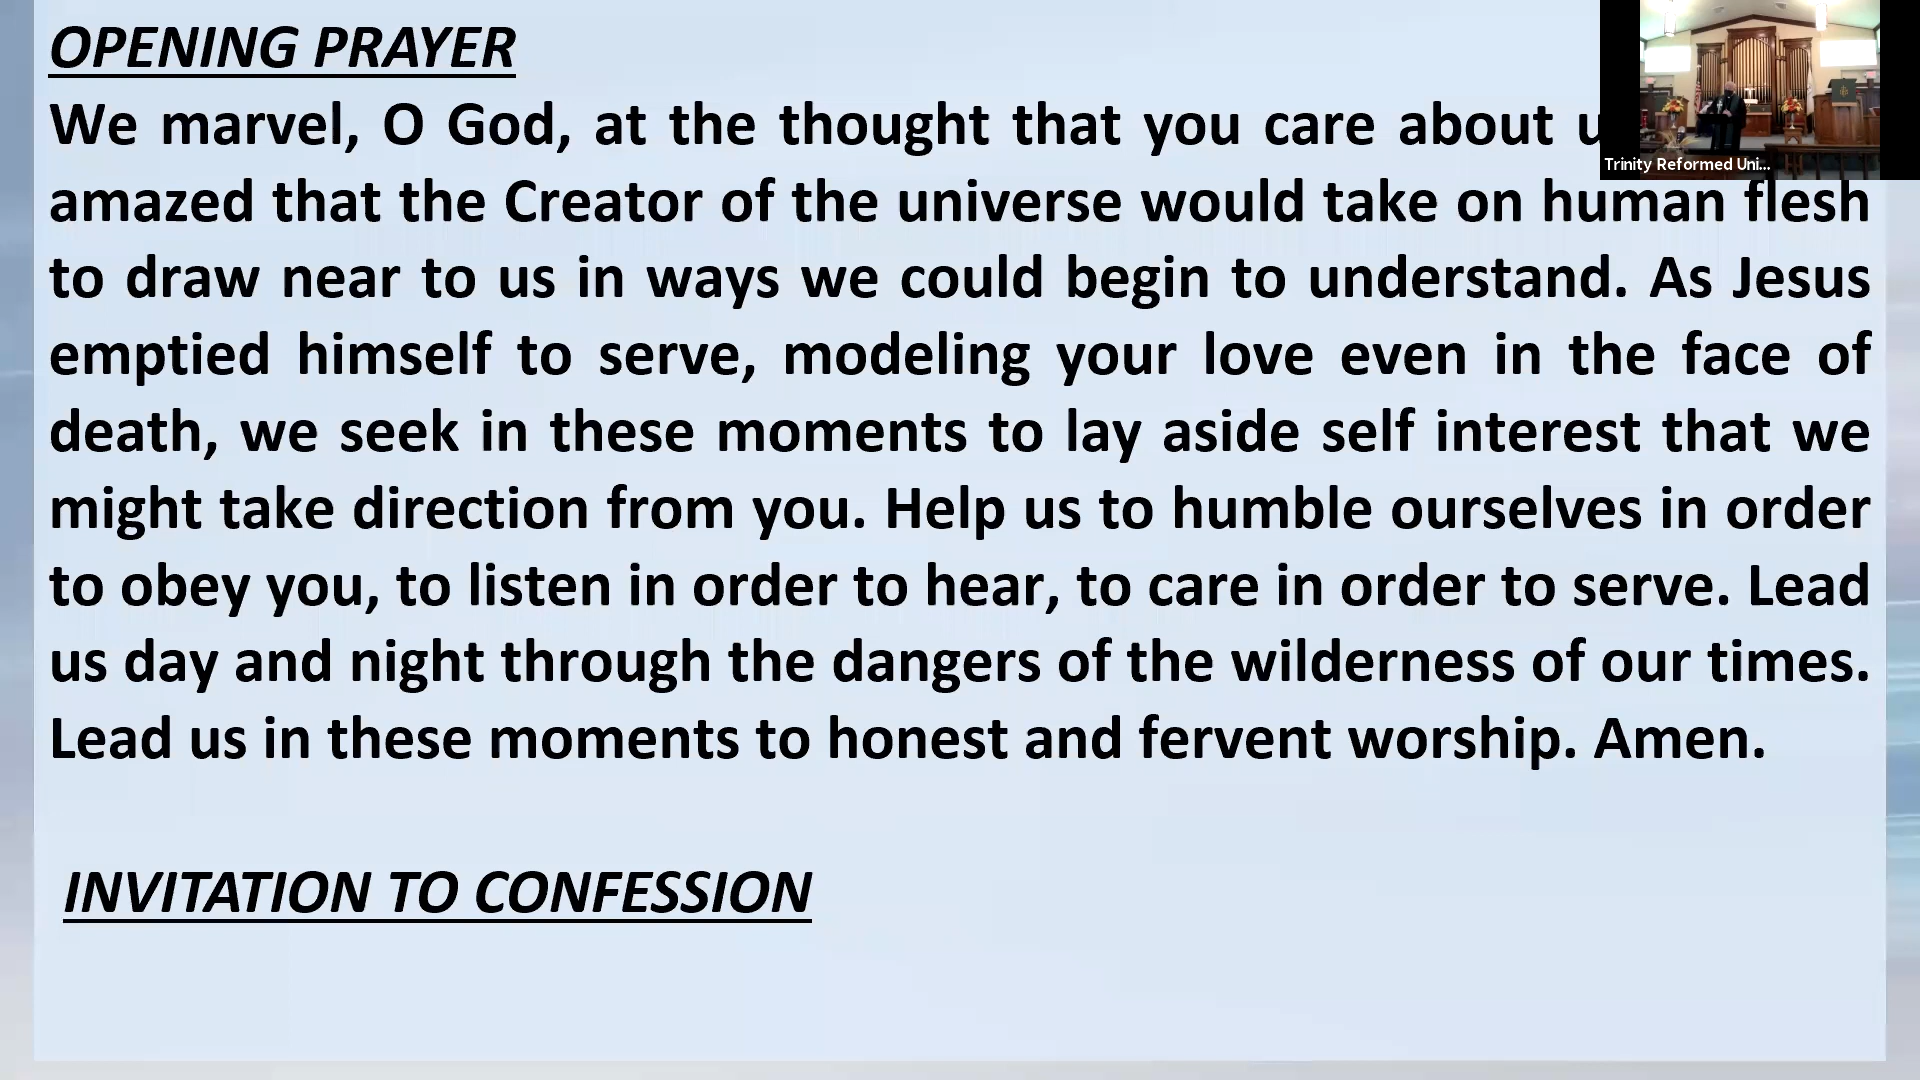 OPENING PRAYER
We marvel, O God, at the thought that you care about
amazed that the Creator of the universe would take on human flesh
to draw near to us in ways we could begin to understand. As Jesus
emptied himself to serve, modeling your love even in the face of
death, we seek in these moments to lay aside self interest that we
might take direction from you. Help us to humble ourselves in order
to obey you, to listen in order to hear, to care in order to serve. Lead
us day and night through the dangers of the wilderness of our times.
Lead us in these moments to honest and fervent worship. Amen.
INVITATION TO CONFESSION
Trinity Reformed Uni...